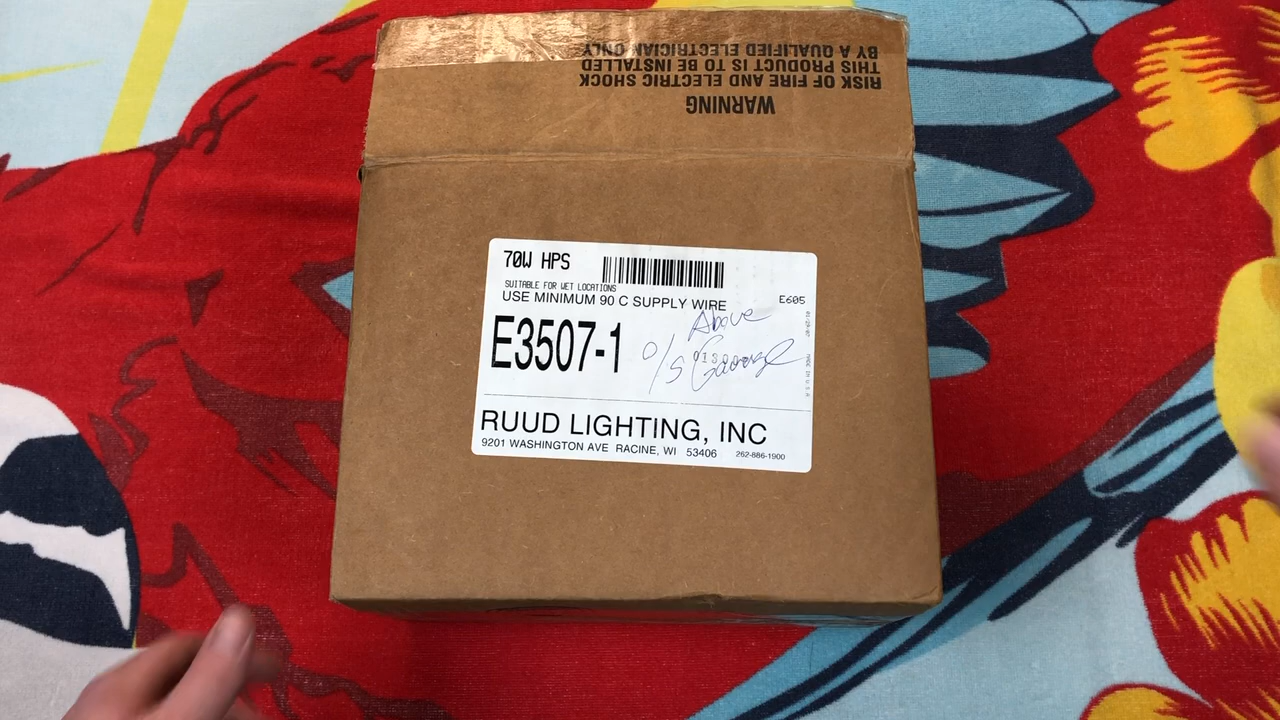 WARNING
RISK OF FIRE AND ELECTRIC SHOCK
THIS PRODUCT IS TO BE INSTALLED
BY A QUALIFIED ELECTRICIAN ONLY
70W HPS
SUITABLE FOR WET LOCATIONS
USE MINIMUM 90 C SUPPLY WIRE
E605
E3507-1
Above
o/s Garage
MADE IN U.S.A
RUUD LIGHTING, INC
9201 WASHINGTON AVE RACINE, WI 53406
262-886-1900